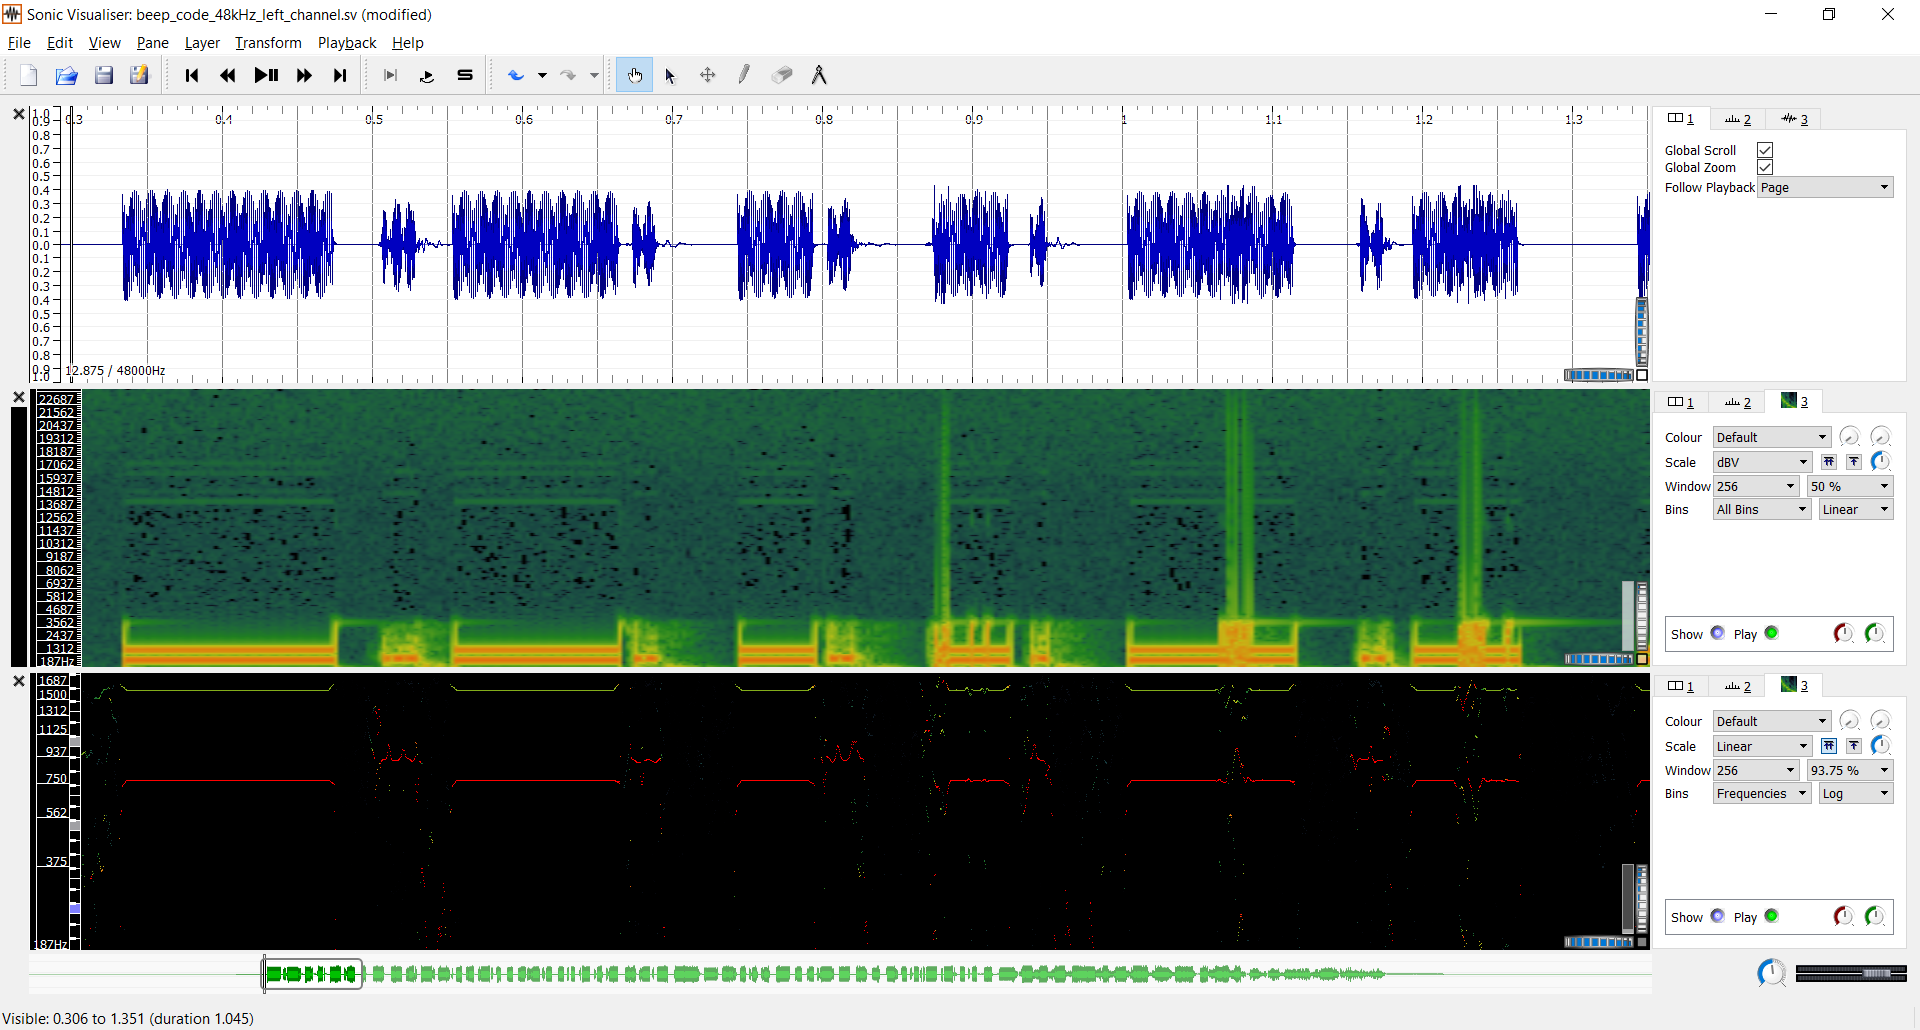 Sonic Visualiser: beep_code_48kHz_left_channel.sv (modified)
File Edit View Pane Layer Transform Playback Help
1.0
0.9
0.8
0.7
0.6
0.5
0.4
0.3
0.2
0.1
0.0
0.1
0.2
0.3
0.4
0.5
0.6
0.7
0.8
0.9
1.0
0.3 0.4 0.5 0.6 0.7 0.8 0.9 1 1.1 1.2 1.3
12.875 / 48000Hz
1 2 3
Global Scroll
Global Zoom
Follow Playback Page
22687
21562
20437
19312
18187
17062
15937
14812
13687
12562
11437
10312
9187
8062
6937
5812
4687
3562
2437
1312
187Hz
1 2 3
Colour Default
Scale dBV
Window 256 50 %
Bins All Bins Linear
Show Play
1687
1500
1312
1125
937
750
562
375
187Hz
1 2 3
Colour Default
Scale Linear
Window 256 93.75 %
Bins Frequencies Log
Show Play
Visible: 0.306 to 1.351 (duration 1.045)